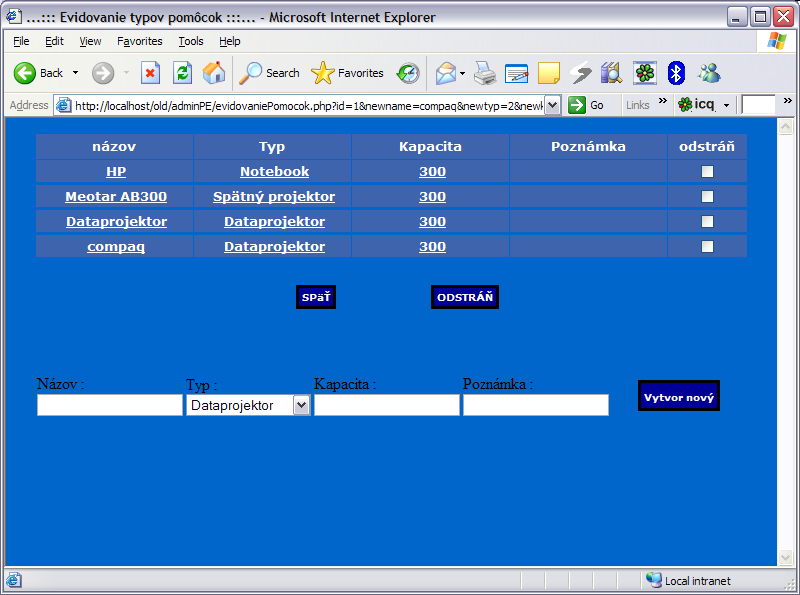 ...::: Evidovanie typov pomôcok :::... - Microsoft Internet Explorer
File Edit View Favorites Tools Help
Back Search Favorites
Address http://localhost/old/adminPE/evidovaniePomocok.php?id=1&newname=compaq&newtyp=2&newk Go Links » icq »
názov Typ Kapacita Poznámka odstráň
HP Notebook 300
Meotar AB300 Spätný projektor 300
Dataprojektor Dataprojektor 300
compaq Dataprojektor 300
SPäŤ ODSTRÁŇ
Názov : Typ : Kapacita : Poznámka :
Dataprojektor Vytvor nový
Local intranet